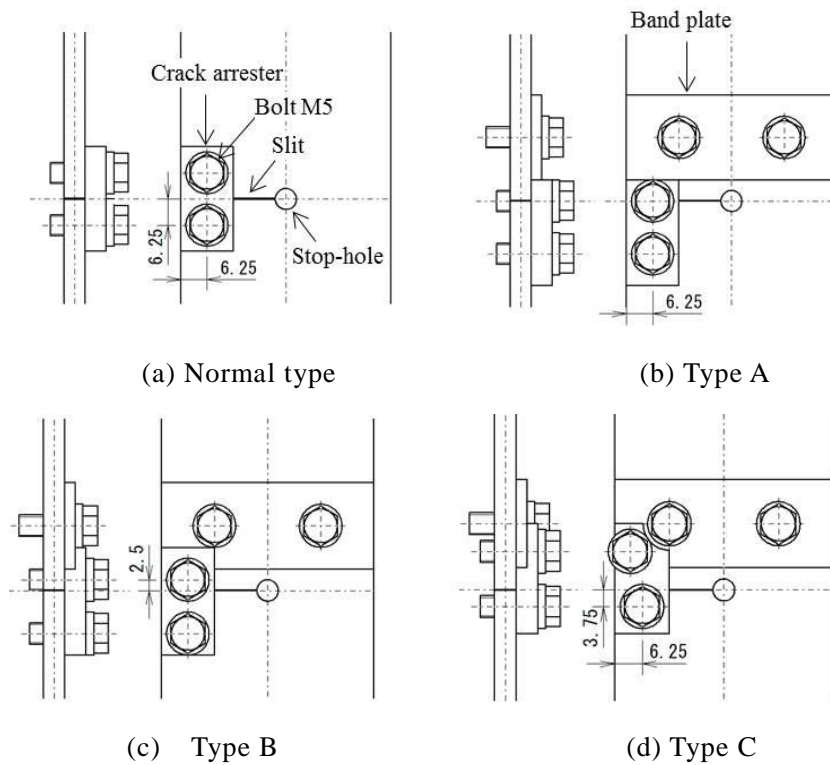 Crack arrester
Bolt M5
Slit
Stop-hole
6.25
6.25
(a) Normal type
Band plate
6.25
(b) Type A
2.5
(c) Type B
3.75
6.25
(d) Type C